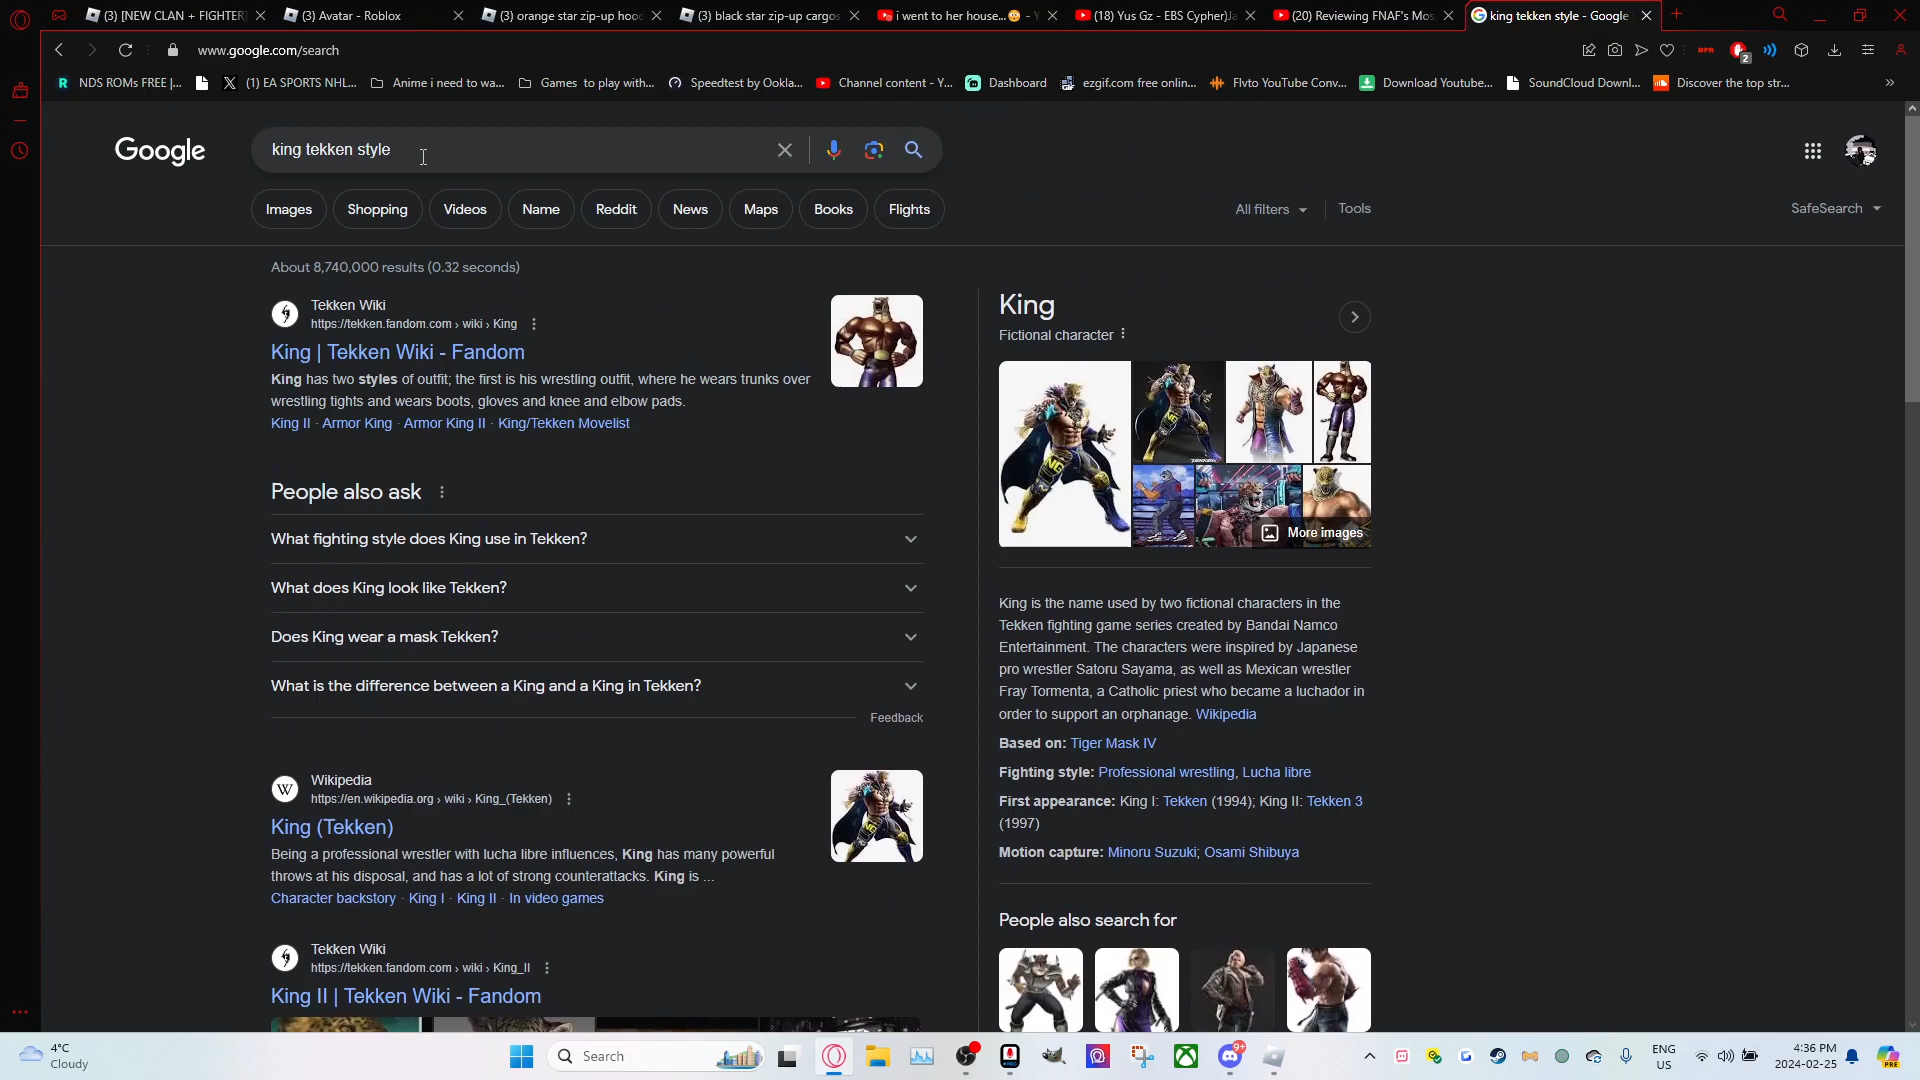 (3) [NEW CLAN + FIGHTER]
(3) Avatar - Roblox
(3) orange star zip-up hood
(3) black star zip-up cargos
i went to her house...😳 - Y
(18) Yus Gz - EBS Cypher)J
(20) Reviewing FNAF's Mos
king tekken style - Google
www.google.com/search
2
NDS ROMs FREE |...
(1) EA SPORTS NHL...
Anime i need to wa...
Games to play with...
Speedtest by Ookla...
Channel content - Y...
Dashboard
ezgif.com free onlin...
Flvto YouTube Conv...
Download Youtube...
SoundCloud Downl...
Discover the top str...
Google
king tekken style
Images
Shopping
Videos
Name
Reddit
News
Maps
Books
Flights
All filters
Tools
SafeSearch
About 8,740,000 results (0.32 seconds)
Tekken Wiki
https://tekken.fandom.com › wiki › King
King | Tekken Wiki - Fandom
King has two styles of outfit; the first is his wrestling outfit, where he wears trunks over
wrestling tights and wears boots, gloves and knee and elbow pads.
King II · Armor King · Armor King II · King/Tekken Movelist
People also ask
What fighting style does King use in Tekken?
What does King look like Tekken?
Does King wear a mask Tekken?
What is the difference between a King and a King in Tekken?
Feedback
Wikipedia
https://en.wikipedia.org › wiki › King_(Tekken)
King (Tekken)
Being a professional wrestler with lucha libre influences, King has many powerful
throws at his disposal, and has a lot of strong counterattacks. King is ...
Character backstory · King I · King II · In video games
Tekken Wiki
https://tekken.fandom.com › wiki › King_II
King II | Tekken Wiki - Fandom
King
Fictional character
More images
King is the name used by two fictional characters in the
Tekken fighting game series created by Bandai Namco
Entertainment. The characters were inspired by Japanese
pro wrestler Satoru Sayama, as well as Mexican wrestler
Fray Tormenta, a Catholic priest who became a luchador in
order to support an orphanage. Wikipedia
Based on: Tiger Mask IV
Fighting style: Professional wrestling, Lucha libre
First appearance: King I: Tekken (1994); King II: Tekken 3
(1997)
Motion capture: Minoru Suzuki; Osami Shibuya
People also search for
4°C
Cloudy
Search
9+
ENG
US
4:36 PM
2024-02-25
PRE